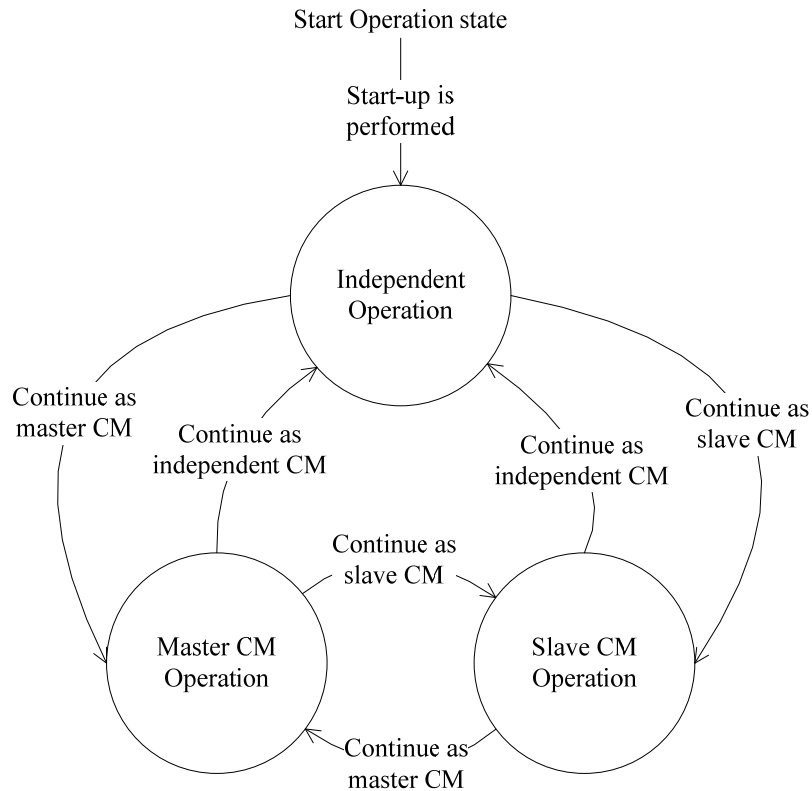 Start Operation state
Start-up is
performed
Independent
Operation
Continue as
master CM
Continue as
slave CM
Continue as
independent CM
Continue as
independent CM
Continue as
slave CM
Master CM
Operation
Slave CM
Operation
Continue as
master CM